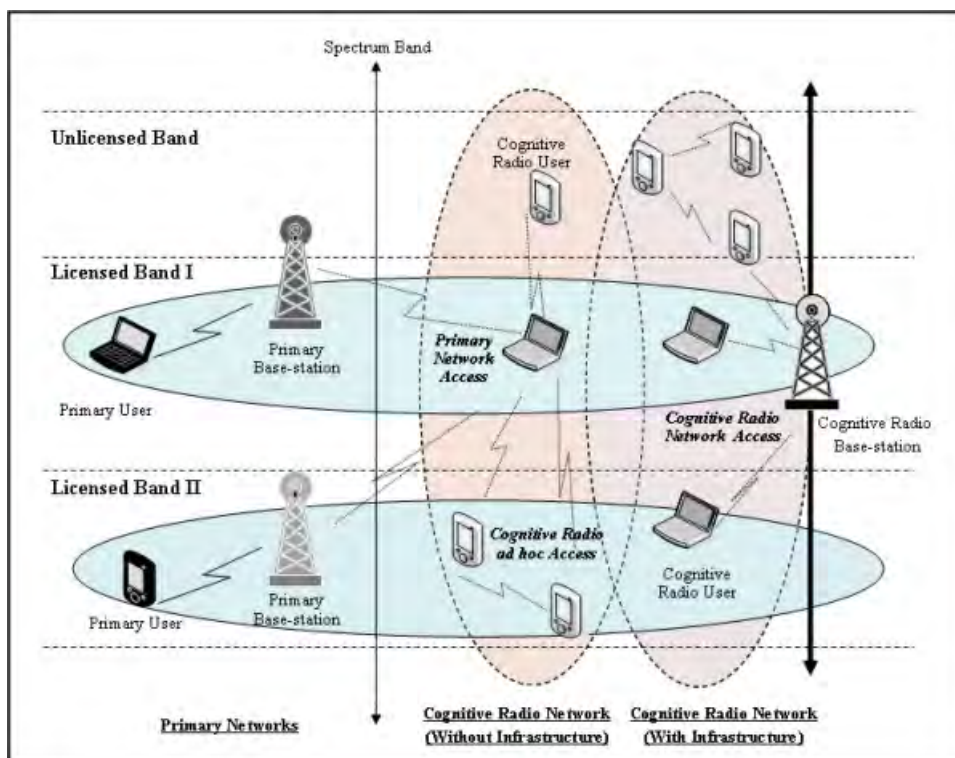 Spectrum Band
Unlicensed Band
Cognitive
Radio User
Licensed Band I
Primary
Base-station
Primary
Network
Access
Primary User
Cognitive Radio
Network Access
Cognitive Radio
Base-station
Licensed Band II
Cognitive Radio
ad hoc Access
Cognitive
Radio User
Primary
Base-station
Primary User
Primary Networks
Cognitive Radio Network
(Without Infrastructure)
Cognitive Radio Network
(With Infrastructure)